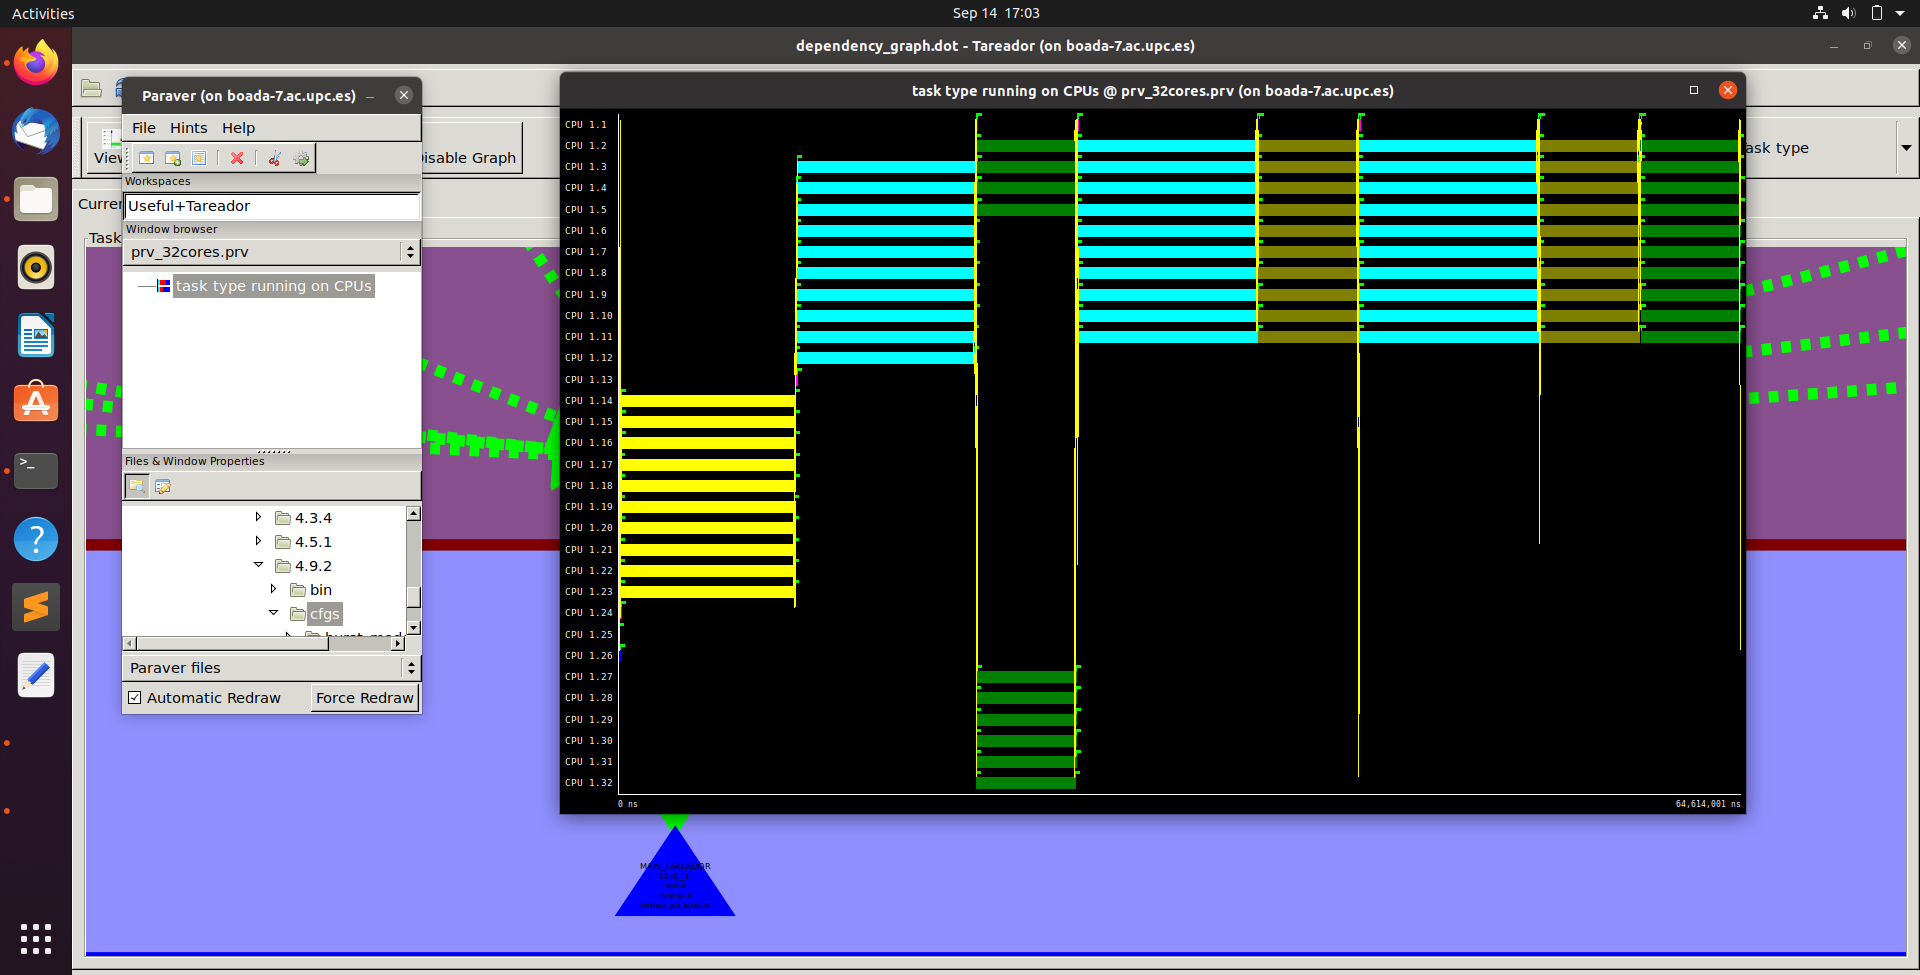 Activities
Sep 14 17:03
dependency_graph.dot - Tareador (on boada-7.ac.upc.es)
Paraver (on boada-7.ac.upc.es)
File Hints Help
Workspaces
Useful+Tareador
Window browser
prv_32cores.prv
task type running on CPUs
Files & Window Properties
4.3.4
4.5.1
4.9.2
bin
cfgs
Paraver files
Automatic Redraw
Force Redraw
View
Disable Graph
Task type
Curren
Task
task type running on CPUs @ prv_32cores.prv (on boada-7.ac.upc.es)
CPU 1.1
CPU 1.2
CPU 1.3
CPU 1.4
CPU 1.5
CPU 1.6
CPU 1.7
CPU 1.8
CPU 1.9
CPU 1.10
CPU 1.11
CPU 1.12
CPU 1.13
CPU 1.14
CPU 1.15
CPU 1.16
CPU 1.17
CPU 1.18
CPU 1.19
CPU 1.20
CPU 1.21
CPU 1.22
CPU 1.23
CPU 1.24
CPU 1.25
CPU 1.26
CPU 1.27
CPU 1.28
CPU 1.29
CPU 1.30
CPU 1.31
CPU 1.32
0 ns
64,614,001 ns
MAIN_TAREADOR